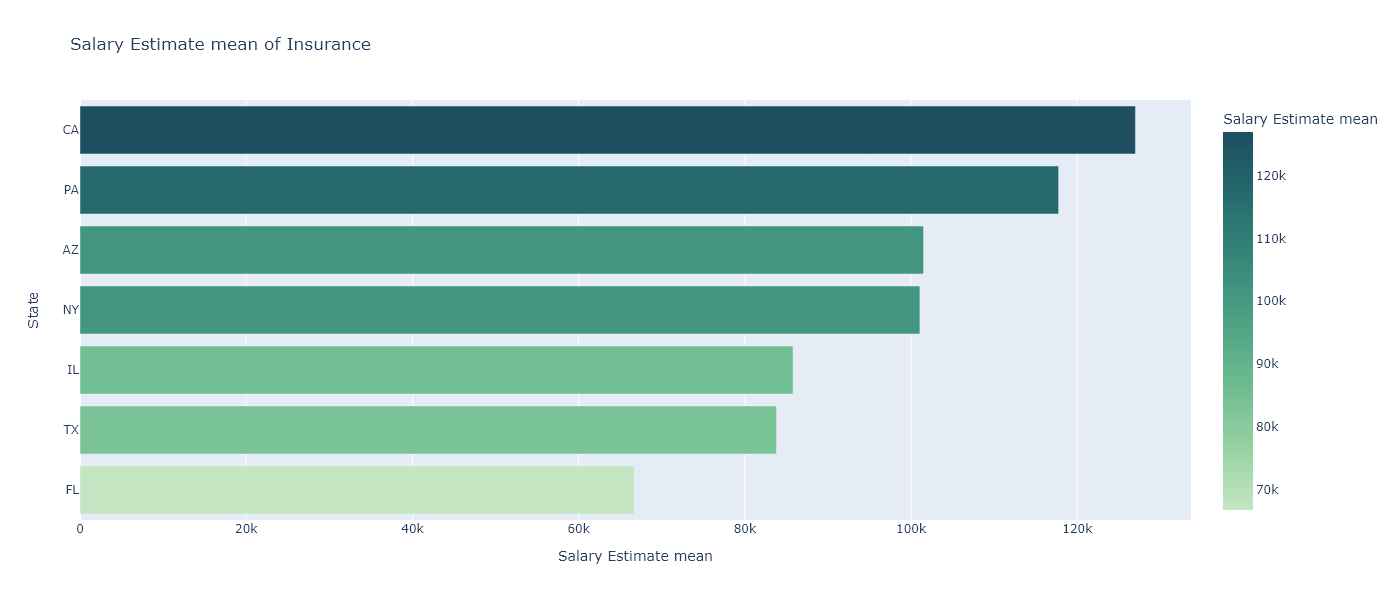 Salary Estimate mean of Insurance
Salary Estimate mean
CA
PA
AZ
NY
IL
TX
FL
State
120k
110k
100k
90k
80k
70k
0
20k
40k
60k
80k
100k
120k
Salary Estimate mean